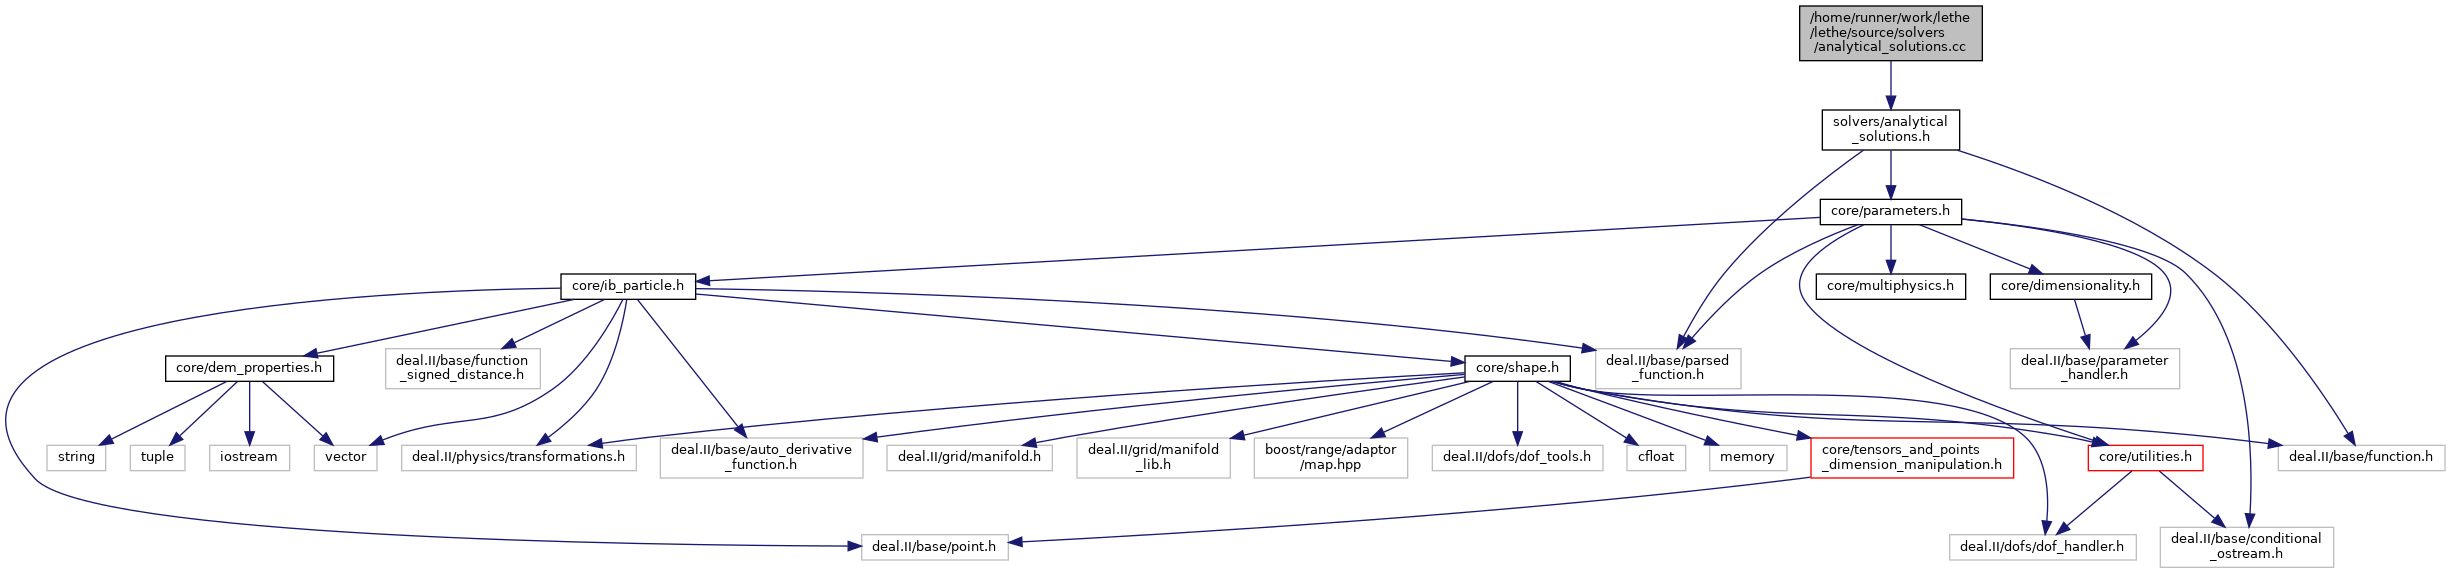 /home/runner/work/lethe
/lethe/source/solvers
/analytical_solutions.cc
solvers/analytical
_solutions.h
core/parameters.h
core/ib_particle.h
core/multiphysics.h
core/dimensionality.h
core/dem_properties.h
deal.II/base/function
_signed_distance.h
core/shape.h
deal.II/base/parsed
_function.h
deal.II/base/parameter
_handler.h
string
tuple
iostream
vector
deal.II/physics/transformations.h
deal.II/base/auto_derivative
_function.h
deal.II/grid/manifold.h
deal.II/grid/manifold
_lib.h
boost/range/adaptor
/map.hpp
deal.II/dofs/dof_tools.h
cfloat
memory
core/tensors_and_points
_dimension_manipulation.h
core/utilities.h
deal.II/base/function.h
deal.II/base/point.h
deal.II/dofs/dof_handler.h
deal.II/base/conditional
_ostream.h